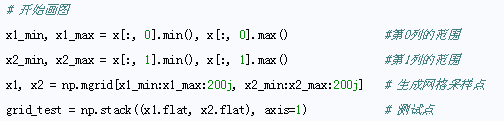 # 开始画图
x1_min, x1_max = x[:, 0].min(), x[:, 0].max() #第0列的范围
x2_min, x2_max = x[:, 1].min(), x[:, 1].max() #第1列的范围
x1, x2 = np.mgrid[x1_min:x1_max:200j, x2_min:x2_max:200j] # 生成网格采样点
grid_test = np.stack((x1.flat, x2.flat), axis=1) # 测试点